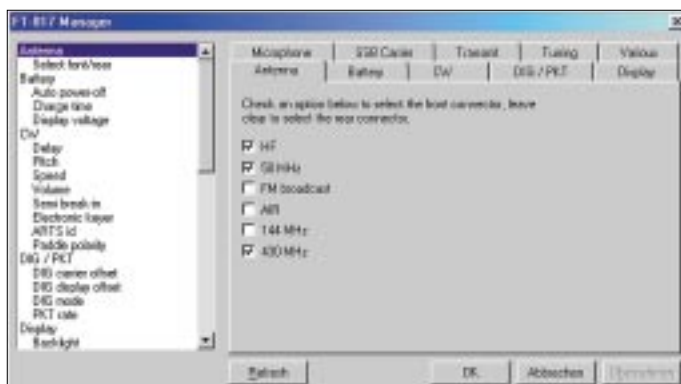 FT-817 Manager
Antenna
Select font/rear
Battery
Auto power-off
Charge time
Display voltage
CW
Delay
Pitch
Speed
Volume
Semi break in
Electronic keyer
ARTS id
Paddle polarity
DIG / PKT
DIG carrier offset
DIG display offset
DIG mode
PKT rate
Display
Backlight
Microphone
SSB Carrier
Transmit
Tuning
Various
Antenna
Battery
CW
DIG / PKT
Display
Check an option below to select the front connector, leave
clear to select the rear connector.
HF
50 MHz
FM broadcast
AIR
144 MHz
430 MHz
Refresh
OK
Abbrechen
Übernehmen